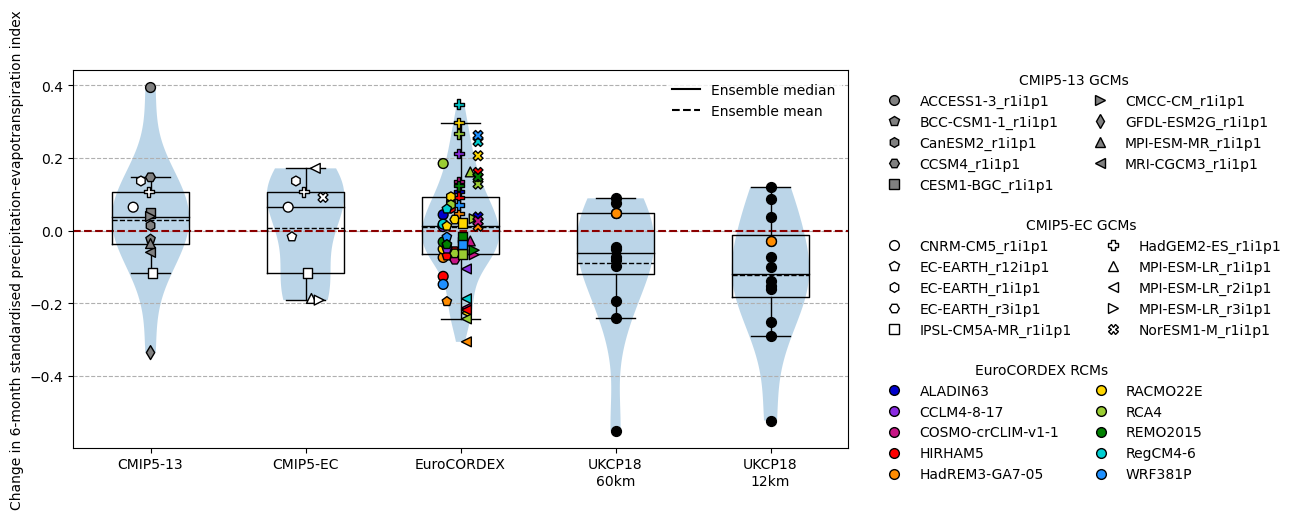 Change in 6-month standardised precipitation-evapotranspiration index
0.4
0.2
0.0
−0.2
−0.4
Ensemble median
Ensemble mean
CMIP5-13
CMIP5-EC
EuroCORDEX
UKCP18
60km
UKCP18
12km
CMIP5-13 GCMs
ACCESS1-3_r1i1p1
BCC-CSM1-1_r1i1p1
CanESM2_r1i1p1
CCSM4_r1i1p1
CESM1-BGC_r1i1p1
CMCC-CM_r1i1p1
GFDL-ESM2G_r1i1p1
MPI-ESM-MR_r1i1p1
MRI-CGCM3_r1i1p1
CMIP5-EC GCMs
CNRM-CM5_r1i1p1
EC-EARTH_r12i1p1
EC-EARTH_r1i1p1
EC-EARTH_r3i1p1
IPSL-CM5A-MR_r1i1p1
HadGEM2-ES_r1i1p1
MPI-ESM-LR_r1i1p1
MPI-ESM-LR_r2i1p1
MPI-ESM-LR_r3i1p1
NorESM1-M_r1i1p1
EuroCORDEX RCMs
ALADIN63
CCLM4-8-17
COSMO-crCLIM-v1-1
HIRHAM5
HadREM3-GA7-05
RACMO22E
RCA4
REMO2015
RegCM4-6
WRF381P